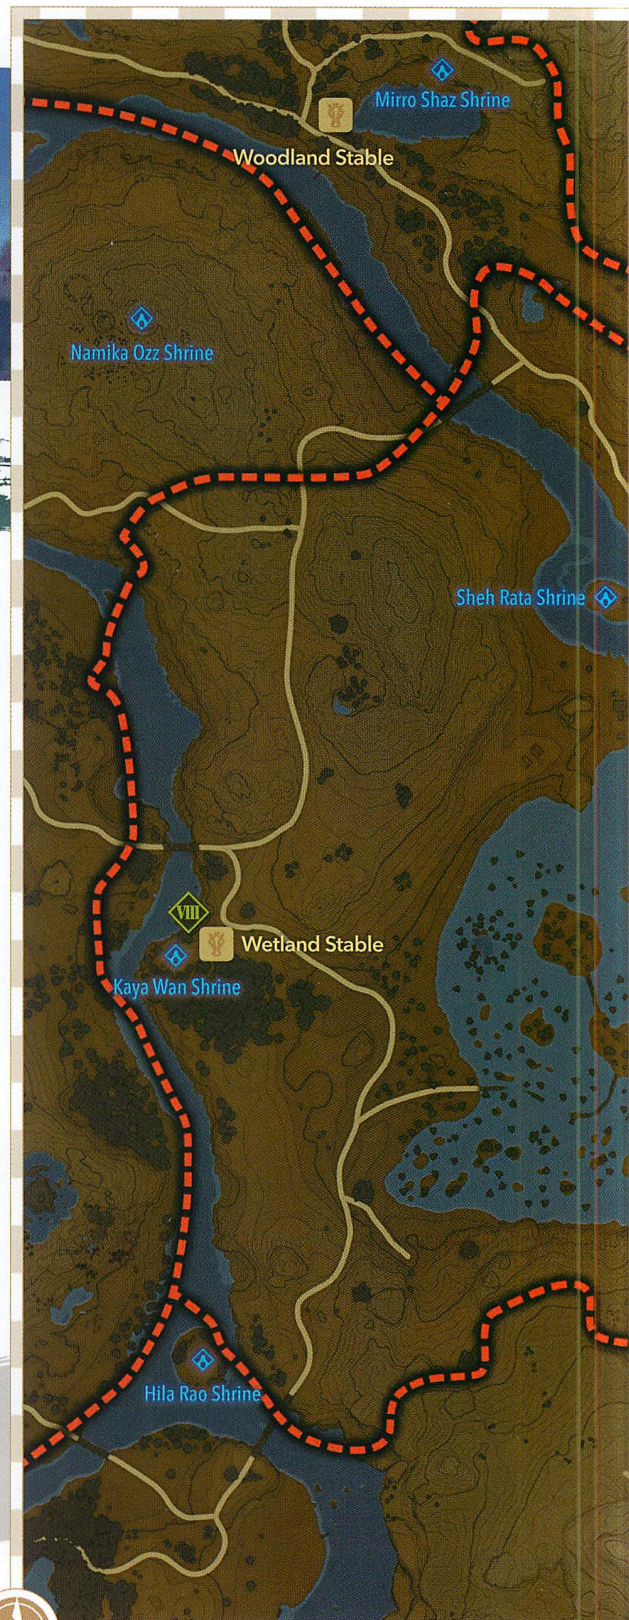 Mirro Shaz Shrine
Woodland Stable
Namika Ozz Shrine
Sheh Rata Shrine
VIII
Wetland Stable
Kaya Wan Shrine
Hila Rao Shrine